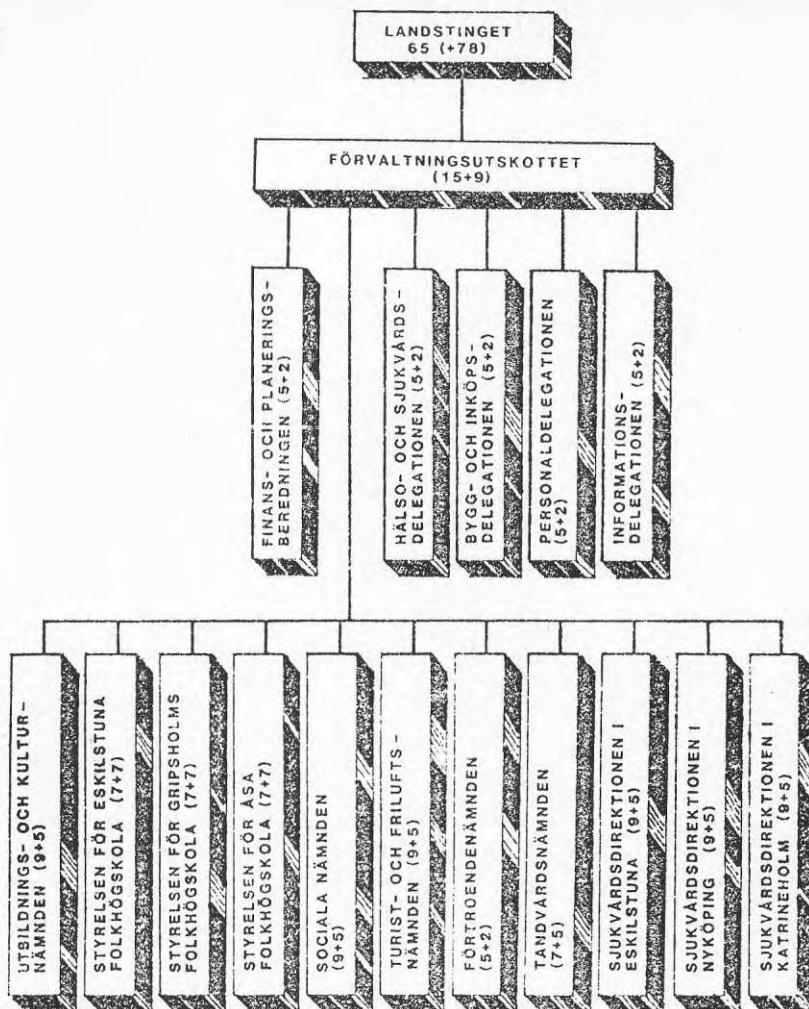 LANDSTINGET
65 (+78)
FÖRVALTNINGSUTSKOTTET
(15+9)
FINANS- OCH PLANERINGS-
BEREDNINGEN (5+2)
HÄLSO- OCH SJUKVÅRDS-
DELEGATIONEN (5+2)
BYGG- OCH INKÖPS-
DELEGATIONEN (5+2)
PERSONALDELEGATIONEN
(5+2)
INFORMATIONS-
DELEGATIONEN (5+2)
UTBILDNINGS- OCH KULTUR-
NÄMNDEN (9+5)
STYRELSEN FÖR ESKILSTUNA
FOLKHÖGSKOLA (7+7)
STYRELSEN FÖR GRIPSHOLMS
FOLKHÖGSKOLA (7+7)
STYRELSEN FÖR ÅSA
FOLKHÖGSKOLA (7+7)
SOCIALA NÄMNDEN
(9+5)
TURIST- OCH FRILUFTS-
NÄMNDEN (9+5)
FÖRTROENDENÄMNDEN
(5+2)
TANDVÅRDSNÄMNDEN
(7+5)
SJUKVÅRDSDIREKTIONEN I
ESKILSTUNA (9+5)
SJUKVÅRDSDIREKTIONEN I
NYKÖPING (9+5)
SJUKVÅRDSDIREKTIONEN I
KATRINEHOLM (9+5)